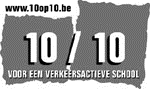 www.10op10.be
10 / 10
VOOR EEN VERKEERSACTIEVE SCHOOL